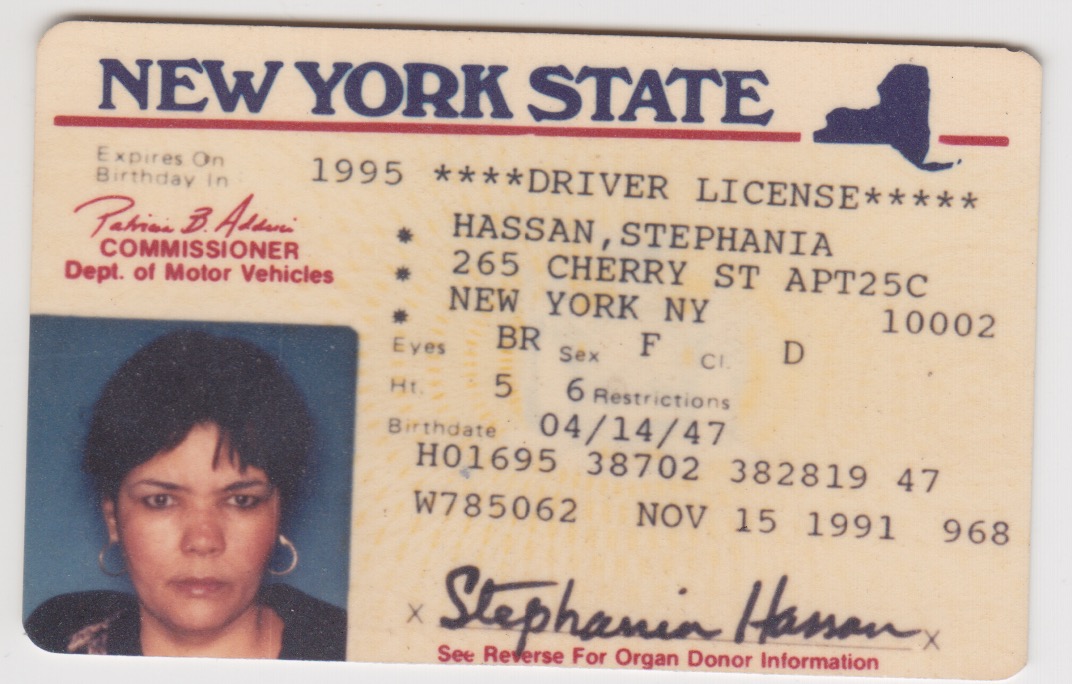 NEW YORK STATE
Expires On
Birthday In
1995 ****DRIVER LICENSE*****
Patricia B. Adduci
COMMISSIONER
Dept. of Motor Vehicles
* HASSAN,STEPHANIA
* 265 CHERRY ST APT25C
* NEW YORK NY 10002
Eyes BR Sex F Cl. D
Ht. 5 6 Restrictions
Birthdate 04/14/47
H01695 38702 382819 47
W785062 NOV 15 1991 968
X Stephania Hassan X
See Reverse For Organ Donor Information